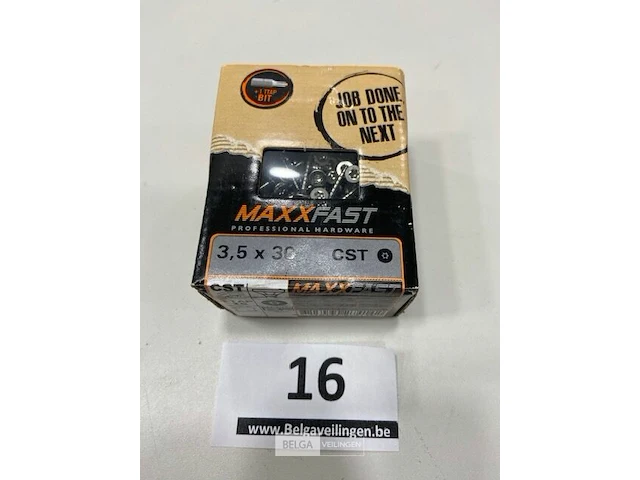 + 1 TTAP
BIT
JOB DONE
ON TO THE
NEXT
MAXXFAST
PROFESSIONAL HARDWARE
3,5 x 30
CST
CST
MAXXFAST
16
www.Belgaveilingen.be
BELGA VEILINGEN